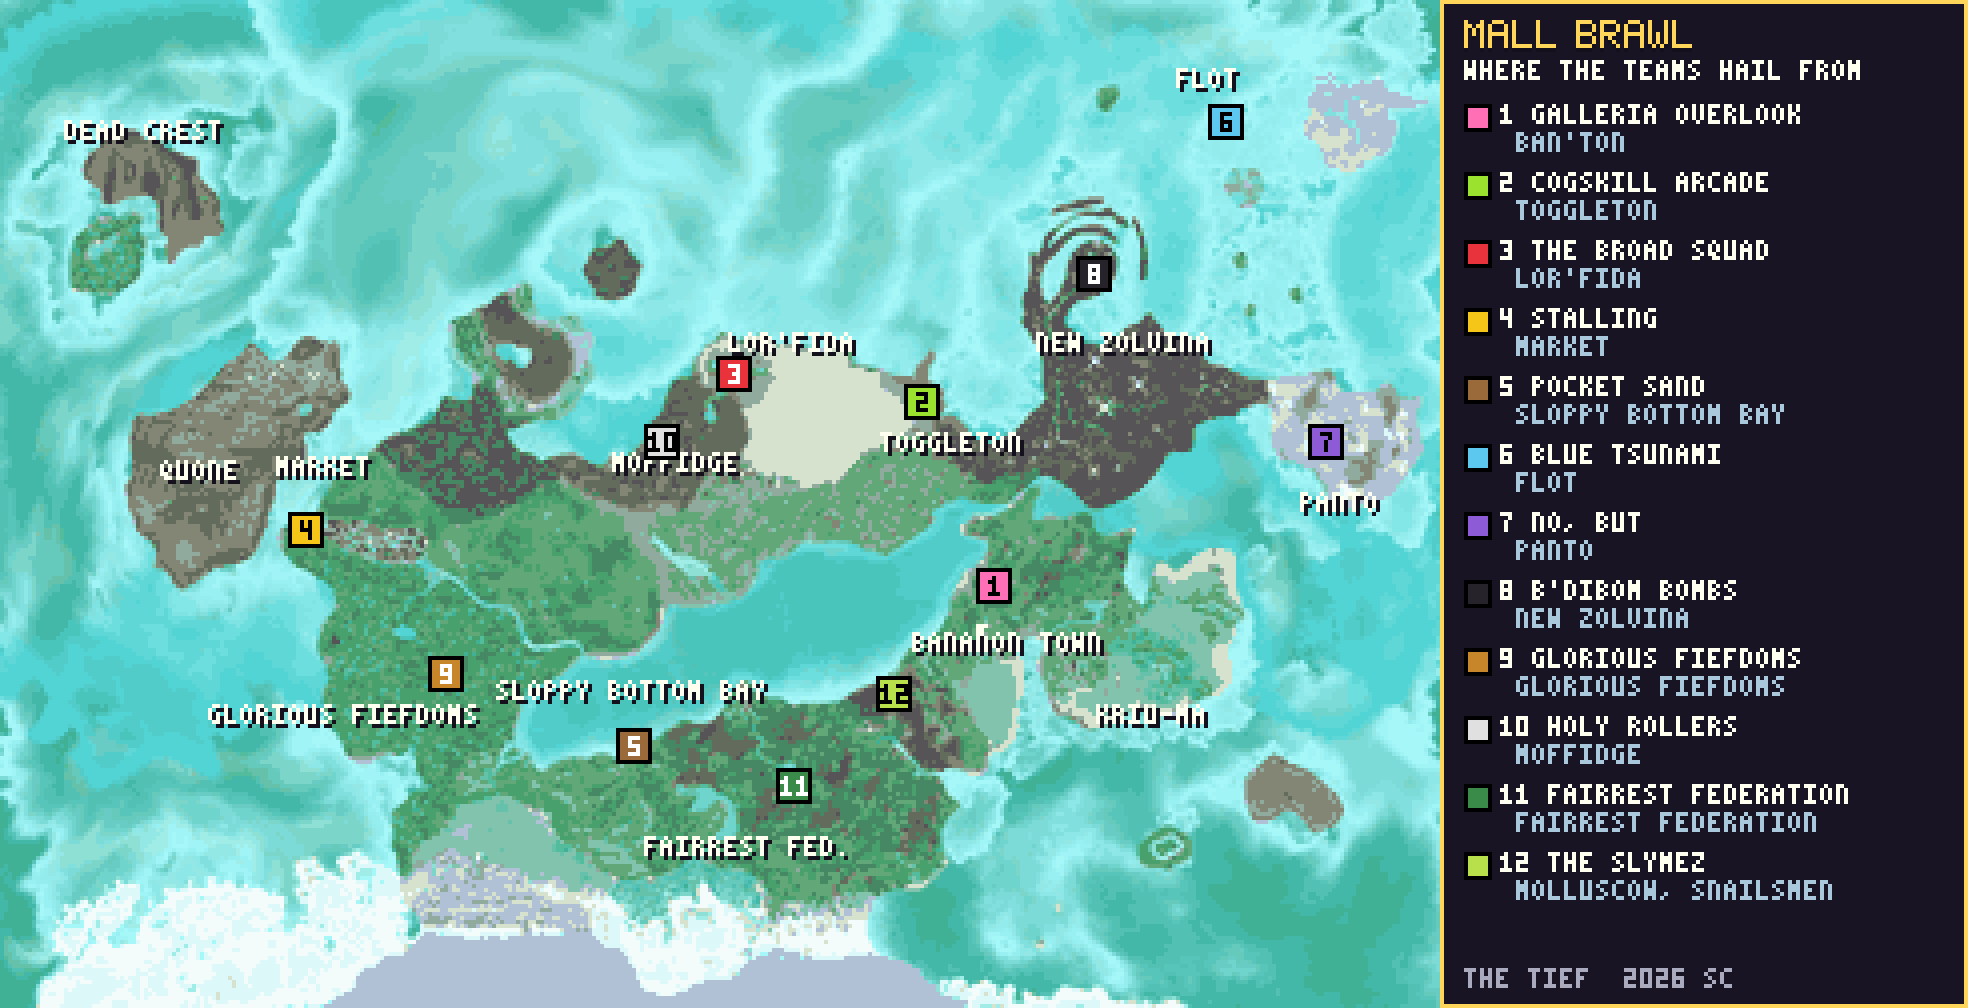 FLOT
6
DEAD CREST
8
LOR'FIDA
NEW ZOLVINA
3
2
10
TOGGLETON
7
MOFFIDGE
QUONE
MARKET
PANTO
4
1
BANANON TOWN
9
SLOPPY BOTTOM BAY
12
GLORIOUS FIEFDOMS
KRIU-MA
5
11
FAIRREST FED.
MALL BRAWL
WHERE THE TEAMS HAIL FROM
1 GALLERIA OVERLOOK
BAN'TON
2 COGSKILL ARCADE
TOGGLETON
3 THE BROAD SQUAD
LOR'FIDA
4 STALLING
MARKET
5 POCKET SAND
SLOPPY BOTTOM BAY
6 BLUE TSUNAMI
FLOT
7 NO, BUT
PANTO
8 B'DIBOM BOMBS
NEW ZOLVINA
9 GLORIOUS FIEFDOMS
GLORIOUS FIEFDOMS
10 HOLY ROLLERS
MOFFIDGE
11 FAIRREST FEDERATION
FAIRREST FEDERATION
12 THE SLYMEZ
MOLLUSCOW, SNAILSMEN
THE TIEF 2026 SC